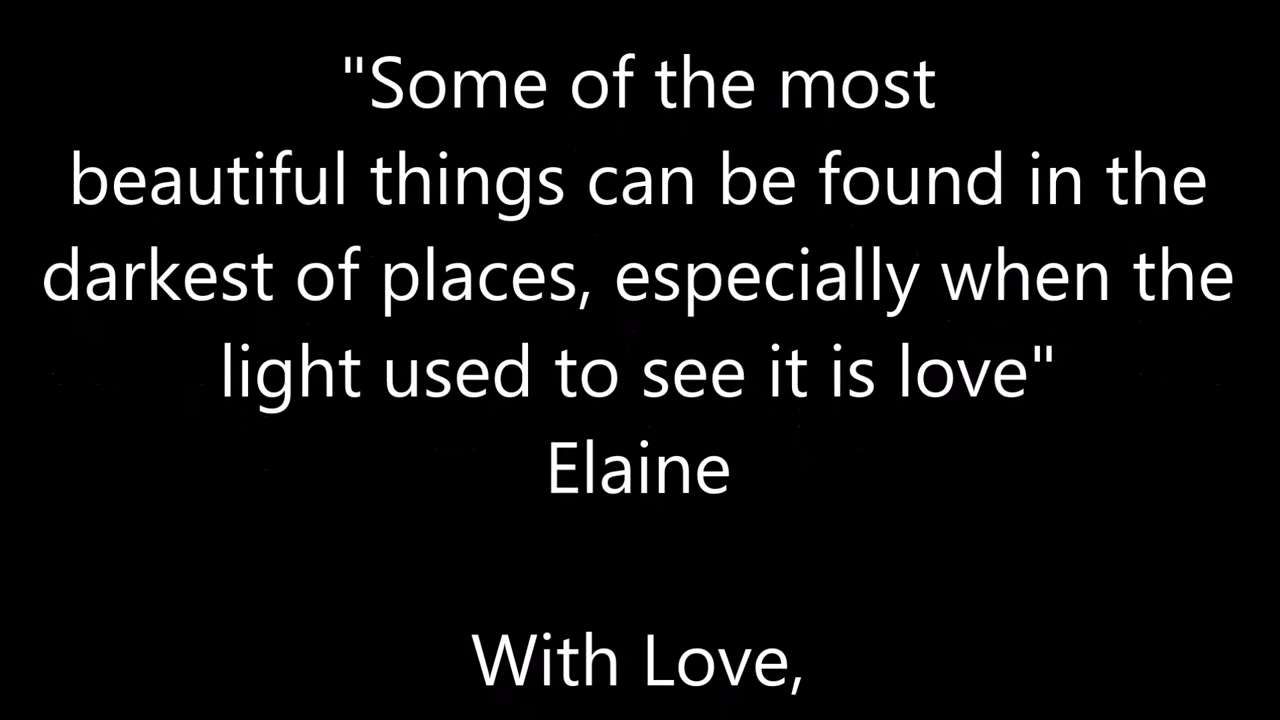 "Some of the most
beautiful things can be found in the
darkest of places, especially when the
light used to see it is love"
Elaine
With Love,